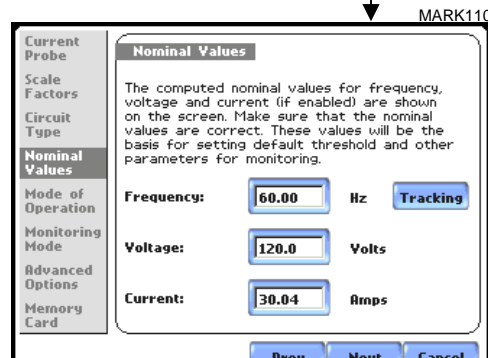 MARK110
Current
Probe
Scale
Factors
Circuit
Type
Nominal
Values
Mode of
Operation
Monitoring
Mode
Advanced
Options
Memory
Card
Nominal Values
The computed nominal values for frequency,
voltage and current (if enabled) are shown
on the screen. Make sure that the nominal
values are correct. These values will be the
basis for setting default threshold and other
parameters for monitoring.
Frequency: 60.00 Hz Tracking
Voltage: 120.0 Volts
Current: 30.04 Amps
Prev Next Cancel